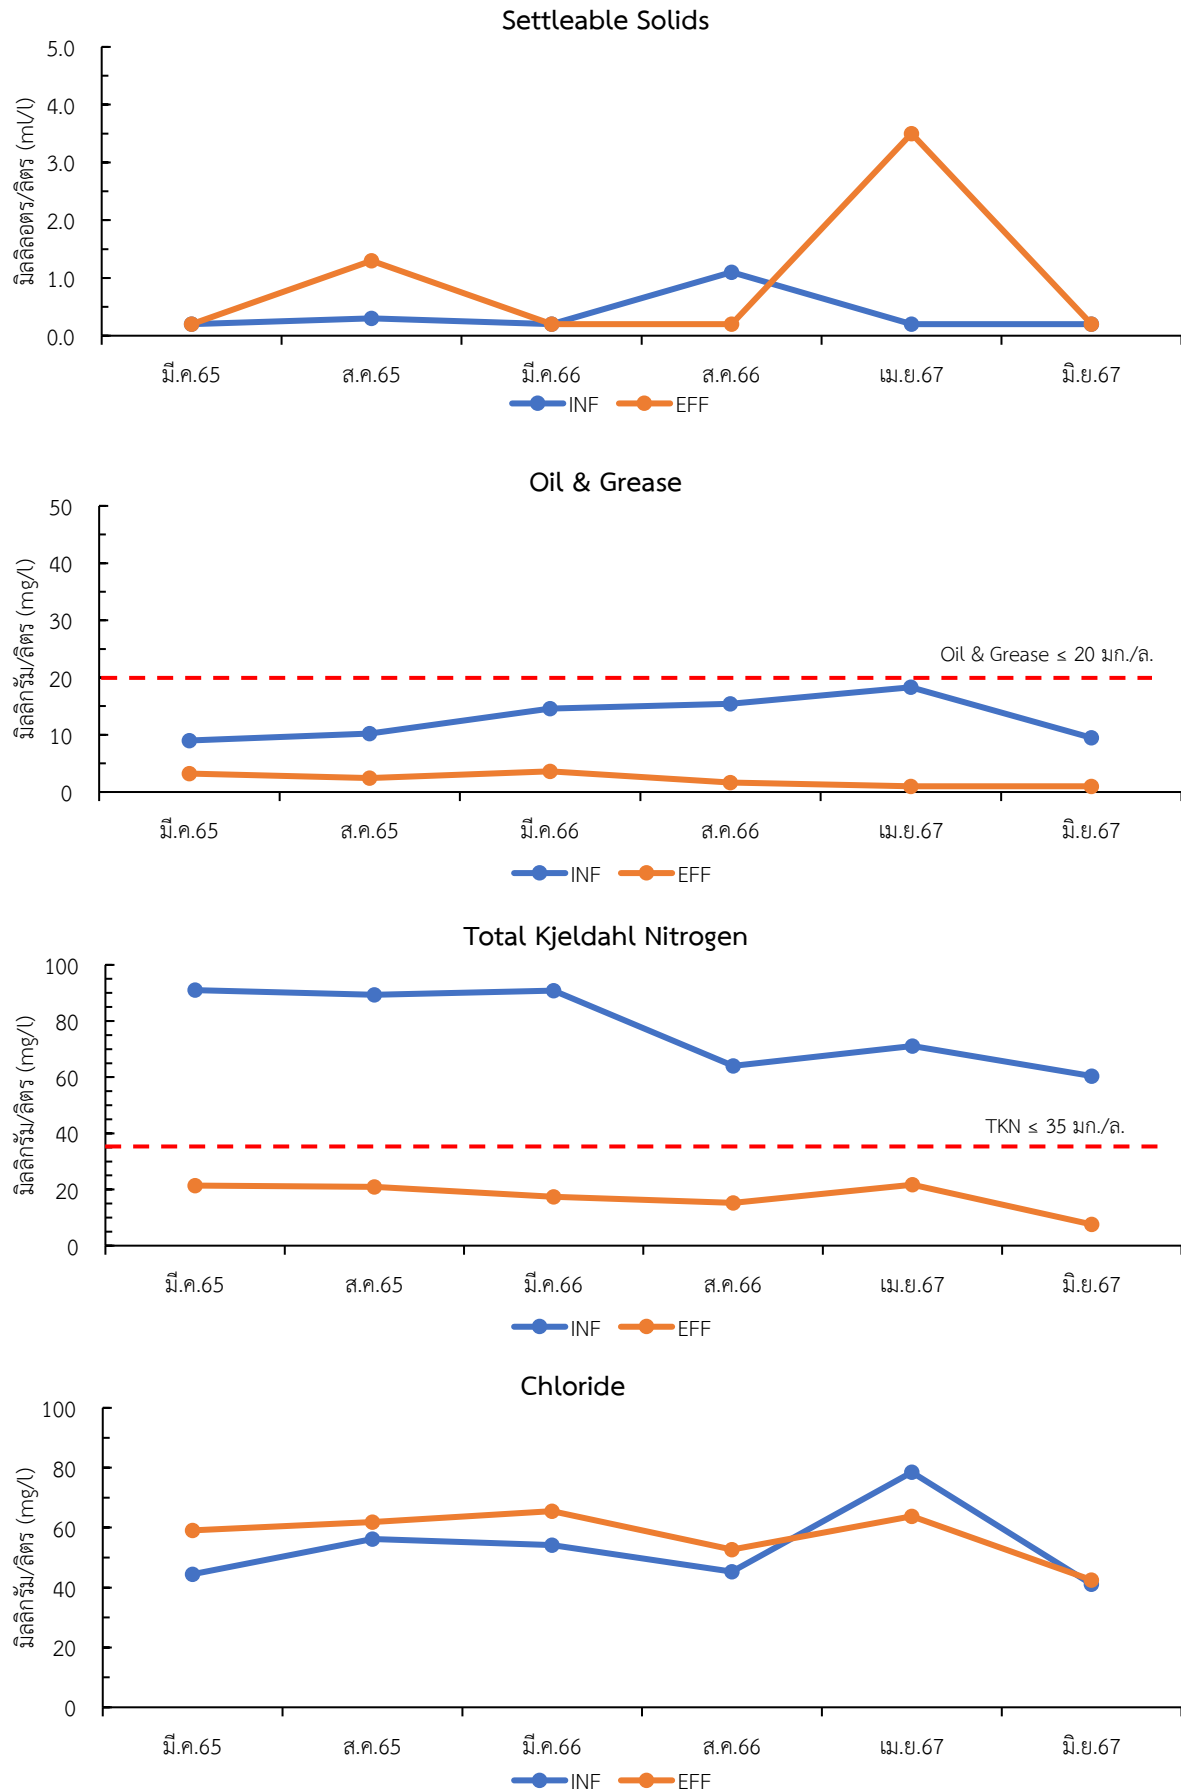 Settleable Solids
มิลลิลอตร/ลิตร (ml/l)
5.0
4.0
3.0
2.0
1.0
0.0
มี.ค.65 ส.ค.65 มี.ค.66 ส.ค.66 เม.ย.67 มิ.ย.67
INF EFF
Oil & Grease
มิลลิกรัม/ลิตร (mg/l)
50
40
30
Oil & Grease ≤ 20 มก./ล.
20
10
0
มี.ค.65 ส.ค.65 มี.ค.66 ส.ค.66 เม.ย.67 มิ.ย.67
INF EFF
Total Kjeldahl Nitrogen
มิลลิกรัม/ลิตร (mg/l)
100
80
60
40
TKN ≤ 35 มก./ล.
20
0
มี.ค.65 ส.ค.65 มี.ค.66 ส.ค.66 เม.ย.67 มิ.ย.67
INF EFF
Chloride
มิลลิกรัม/ลิตร (mg/l)
100
80
60
40
20
0
มี.ค.65 ส.ค.65 มี.ค.66 ส.ค.66 เม.ย.67 มิ.ย.67
INF EFF